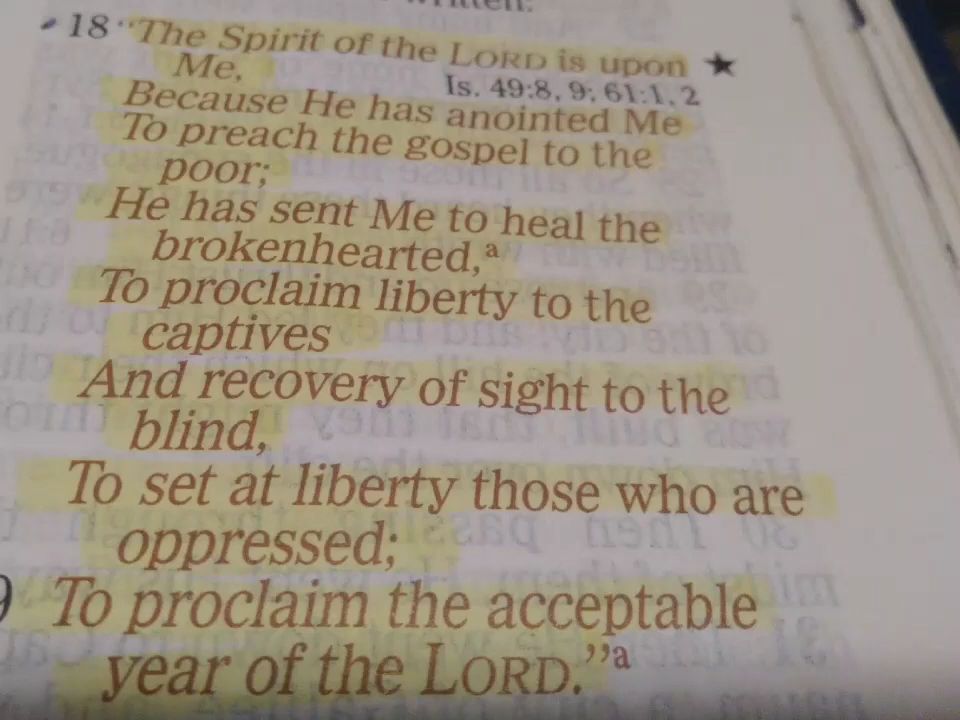 written:
18 "The Spirit of the LORD is upon ★
Me, Is. 49:8, 9; 61:1, 2
Because He has anointed Me
To preach the gospel to the
poor;
He has sent Me to heal the
brokenhearted,ᵃ
To proclaim liberty to the
captives
And recovery of sight to the
blind,
To set at liberty those who are
oppressed;
9 To proclaim the acceptable
year of the LORD."ᵃ